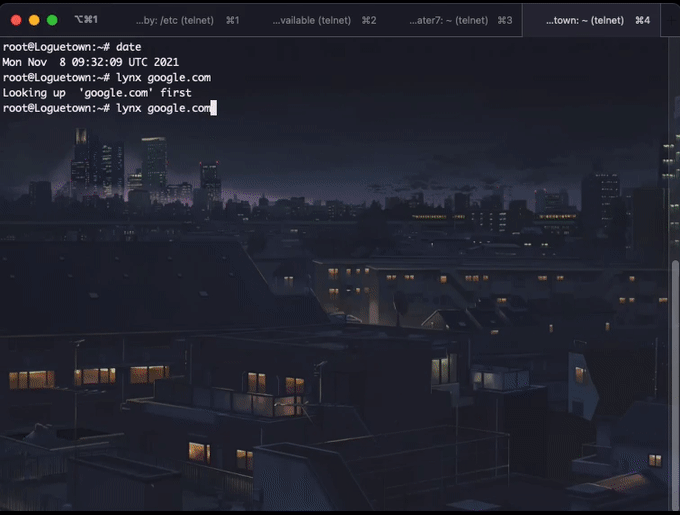 ⌥⌘1 ...by: /etc (telnet) ⌘1 ...vailable (telnet) ⌘2 ...ater7: ~ (telnet) ⌘3 ...town: ~ (telnet) ⌘4
root@Loguetown:~# date
Mon Nov  8 09:32:09 UTC 2021
root@Loguetown:~# lynx google.com
Looking up  'google.com' first
root@Loguetown:~# lynx google.com